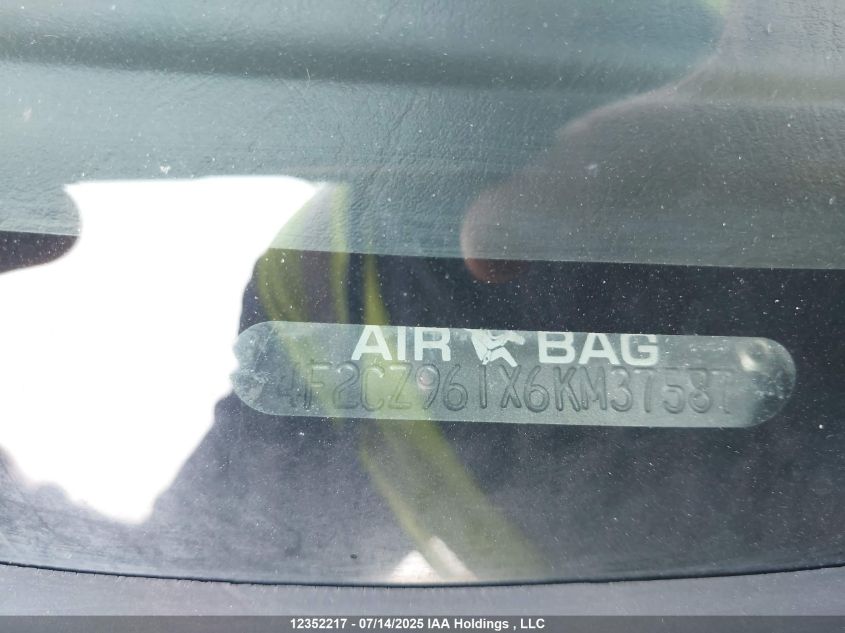 AIR BAG
4F2CZ961X6KM37587
12352217 - 07/14/2025 IAA Holdings , LLC